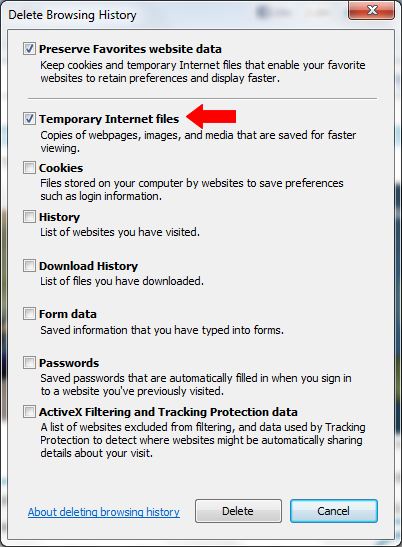 Delete Browsing History
Preserve Favorites website data
Keep cookies and temporary Internet files that enable your favorite
websites to retain preferences and display faster.
Temporary Internet files
Copies of webpages, images, and media that are saved for faster
viewing.
Cookies
Files stored on your computer by websites to save preferences
such as login information.
History
List of websites you have visited.
Download History
List of files you have downloaded.
Form data
Saved information that you have typed into forms.
Passwords
Saved passwords that are automatically filled in when you sign in
to a website you've previously visited.
ActiveX Filtering and Tracking Protection data
A list of websites excluded from filtering, and data used by Tracking
Protection to detect where websites might be automatically sharing
details about your visit.
About deleting browsing history
Delete
Cancel